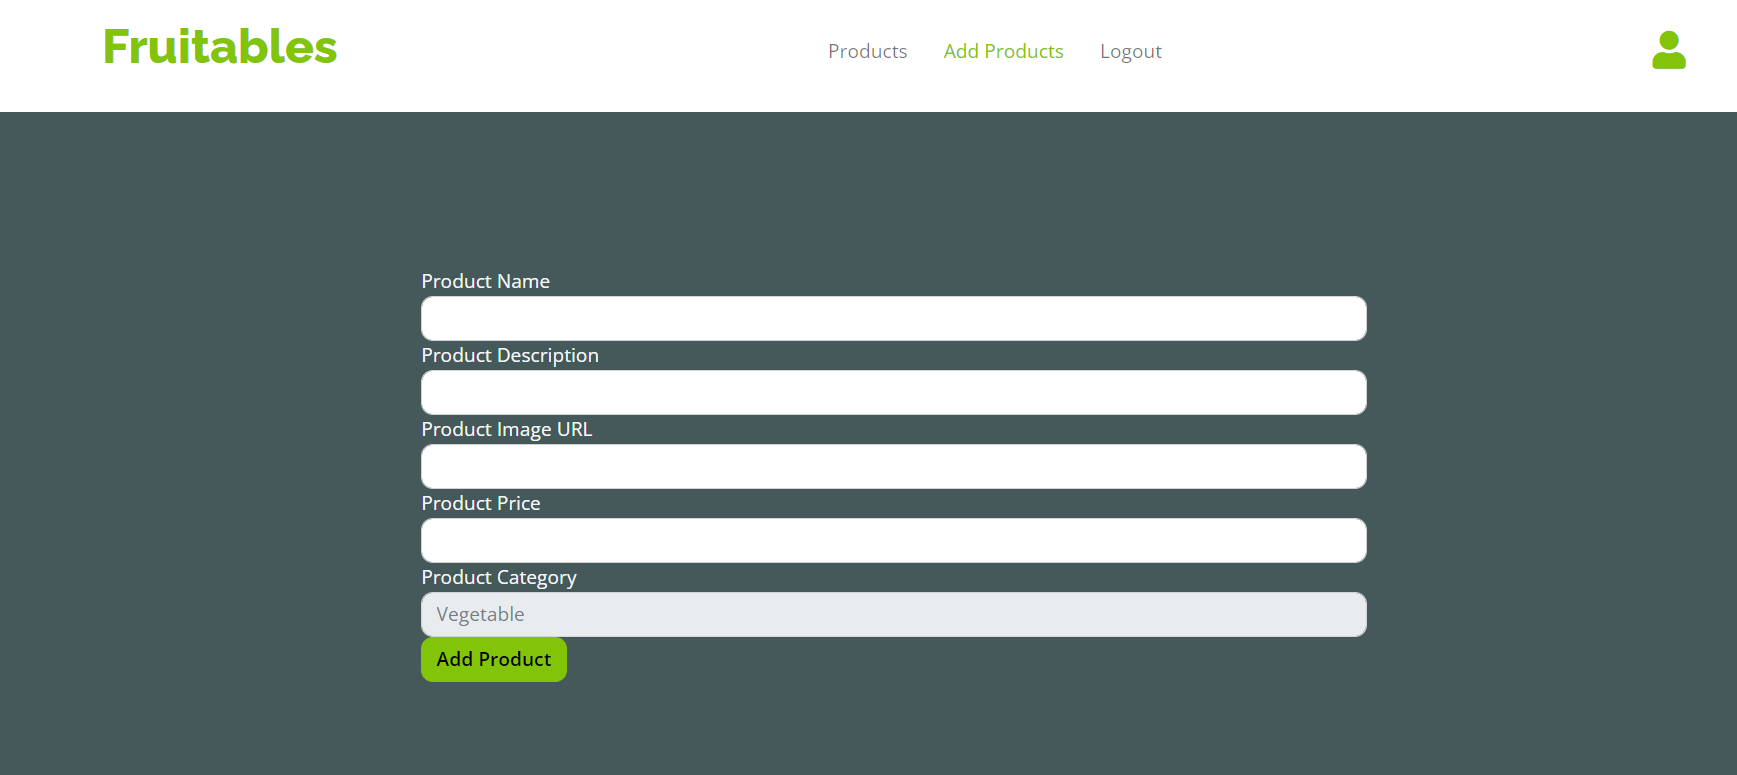 Fruitables
Products Add Products Logout
Product Name
Product Description
Product Image URL
Product Price
Product Category
Vegetable
Add Product